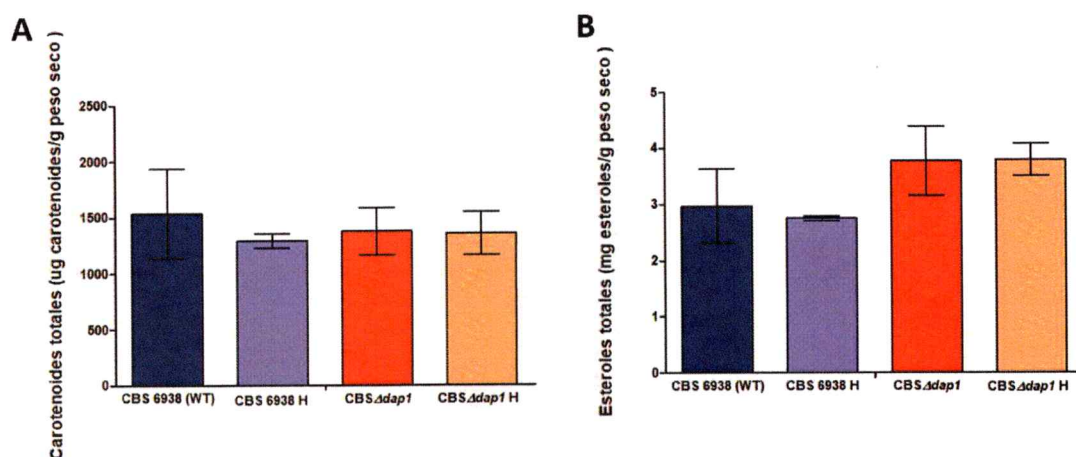 A
Carotenoides totales (ug carotenoides/g peso seco )
2500
2000
1500
1000
500
0
CBS 6938 (WT)
CBS 6938 H
CBSΔdap1
CBSΔdap1 H
B
Esteroles totales (mg esteroles/g peso seco )
5
4
3
2
1
0
CBS 6938 (WT)
CBS 6938 H
CBSΔdap1
CBSΔdap1 H